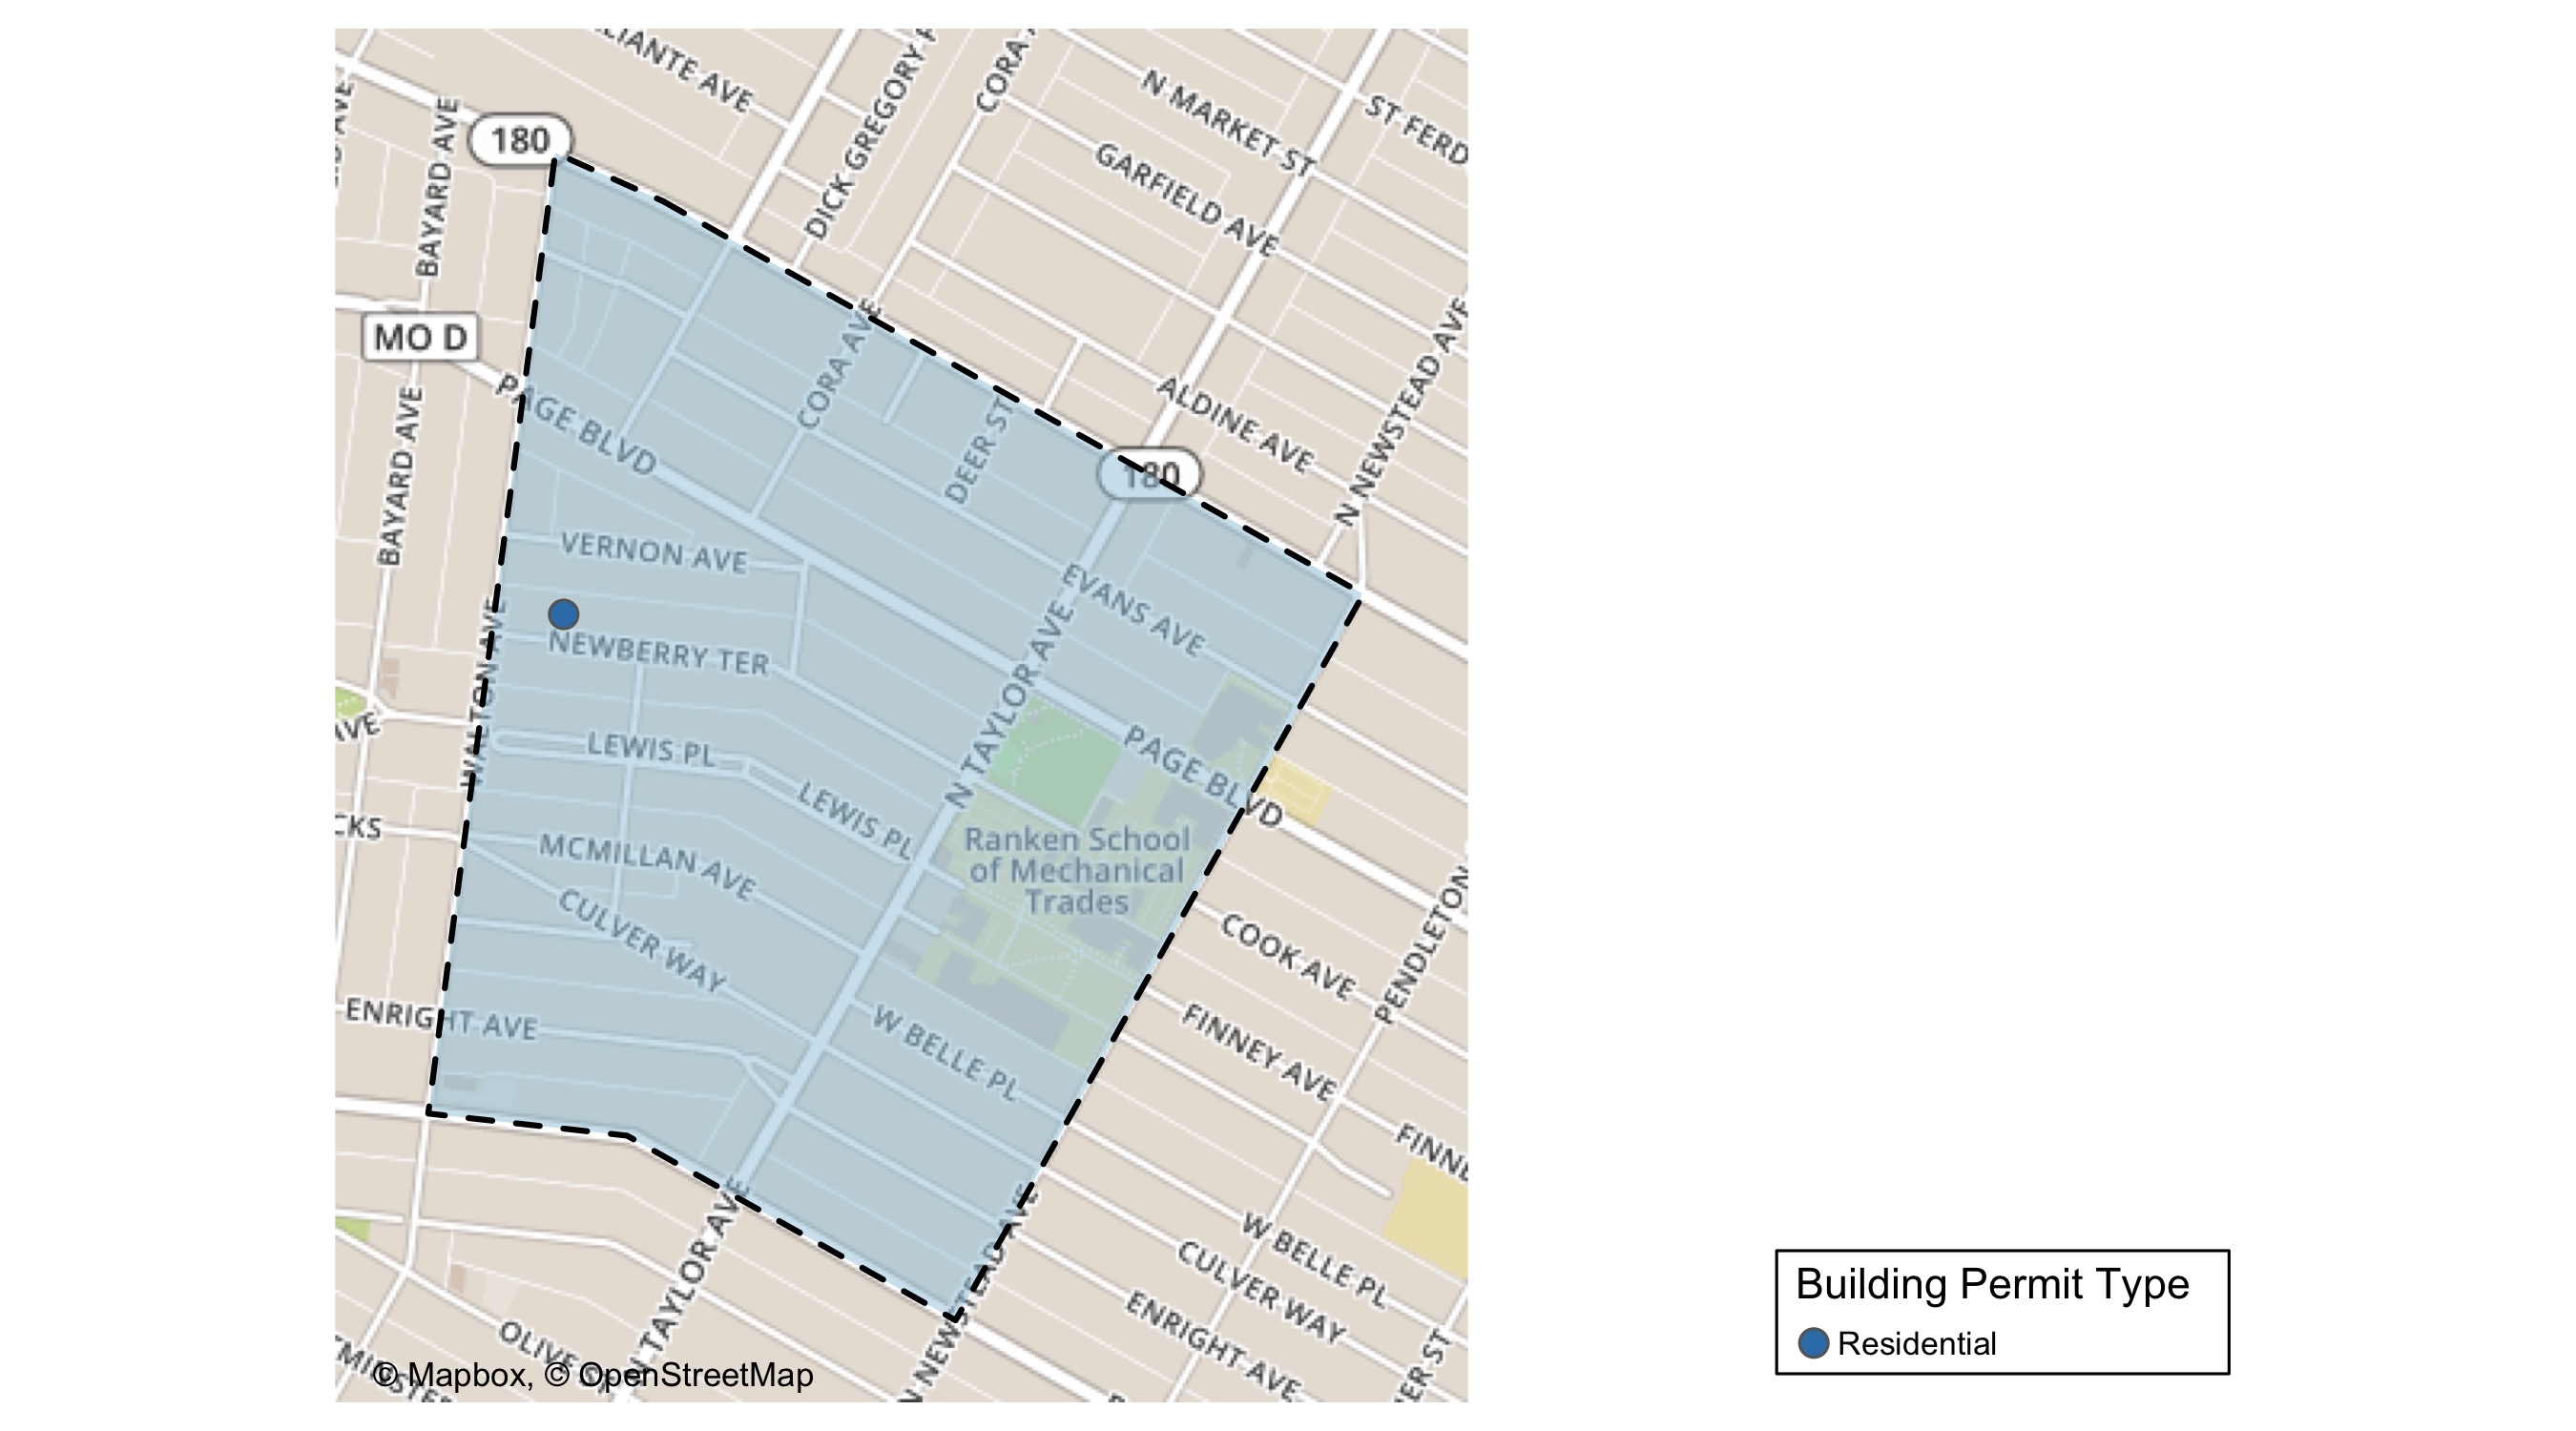 LIANTE AVE
DICK GREGORY P
CORA
N MARKET ST
ST FERD
GARFIELD AVE
BAYARD AVE
180
AVE
MO D
PAGE BLVD
CORA AVE
DEER ST
ALDINE AVE
N NEWSTEAD AVE
180
BAYARD AVE
VERNON AVE
EVANS AVE
NEWBERRY TER
WALTON AVE
N TAYLOR AVE
AVE
LEWIS PL
LEWIS PL
PAGE BLVD
CKS
MCMILLAN AVE
Ranken School
of Mechanical
Trades
CULVER WAY
COOK AVE
PENDLETON
ENRIGHT AVE
W BELLE PL
FINNEY AVE
FINNE
N TAYLOR AVE
N NEWSTEAD AVE
W BELLE PL
CULVER WAY
ENRIGHT AVE
OLIVE
ER ST
© Mapbox, © OpenStreetMap
Building Permit Type
Residential